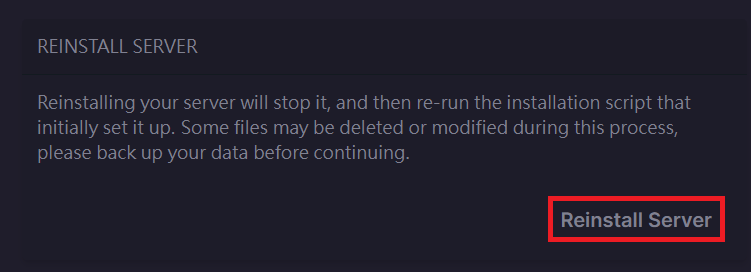 REINSTALL SERVER
Reinstalling your server will stop it, and then re-run the installation script that
initially set it up. Some files may be deleted or modified during this process,
please back up your data before continuing.
Reinstall Server